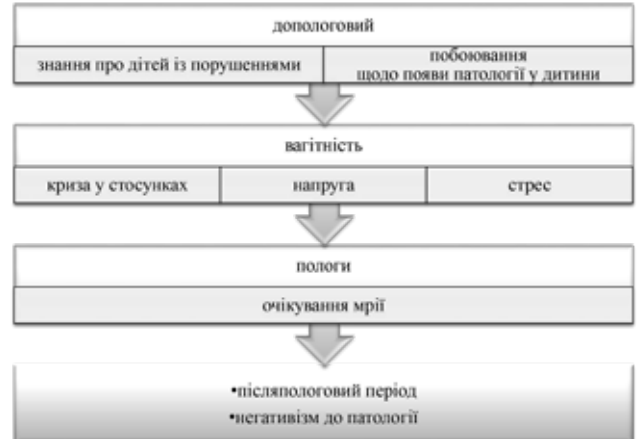 допологовий
знання про дітей із порушеннями
побоювання
щодо появи патології у дитини
вагітність
криза у стосунках
напруга
стрес
пологи
очікування мрії
•післяпологовий період
•негативізм до патології